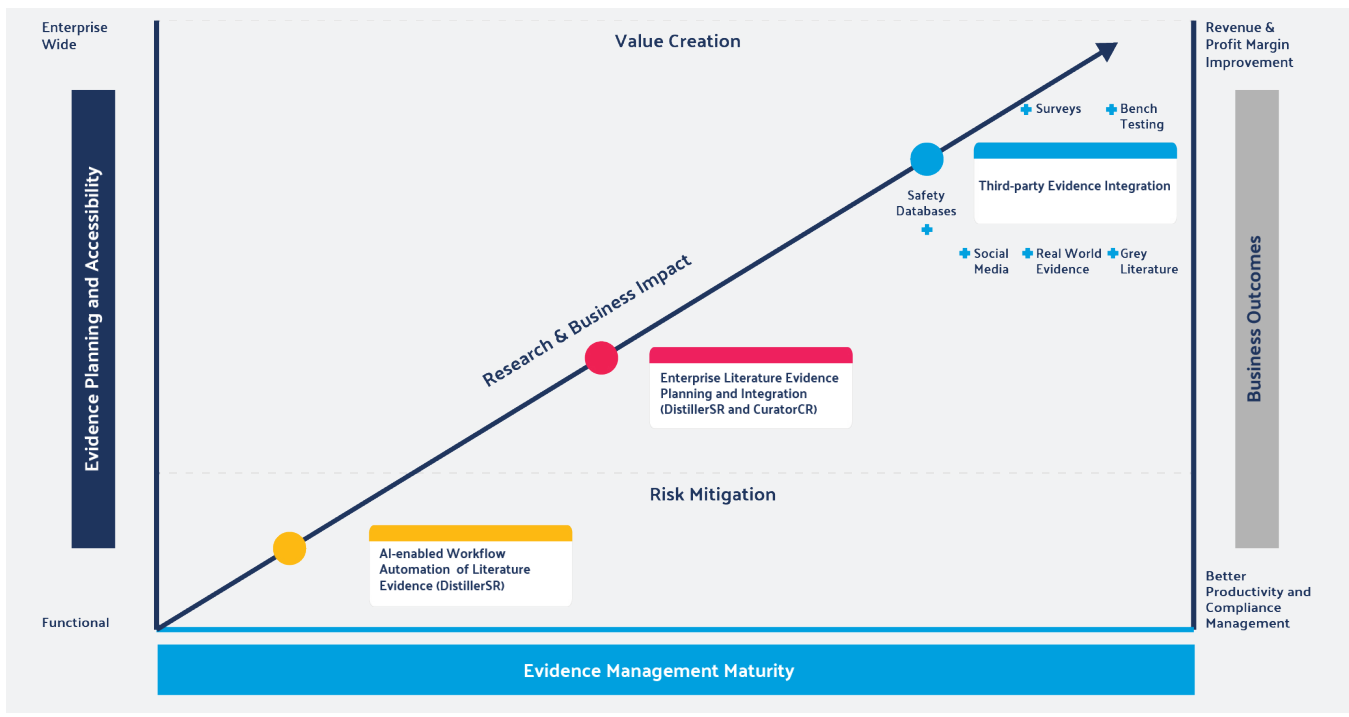 Enterprise
Wide
Value Creation
Revenue &
Profit Margin
Improvement
Surveys
Bench
Testing
Third-party Evidence Integration
Safety
Databases
Social
Media
Real World
Evidence
Grey
Literature
Evidence Planning and Accessibility
Research & Business Impact
Business Outcomes
Enterprise Literature Evidence
Planning and Integration
(DistillerSR and CuratorCR)
Risk Mitigation
AI-enabled Workflow
Automation of Literature
Evidence (DistillerSR)
Better
Productivity and
Compliance
Management
Functional
Evidence Management Maturity